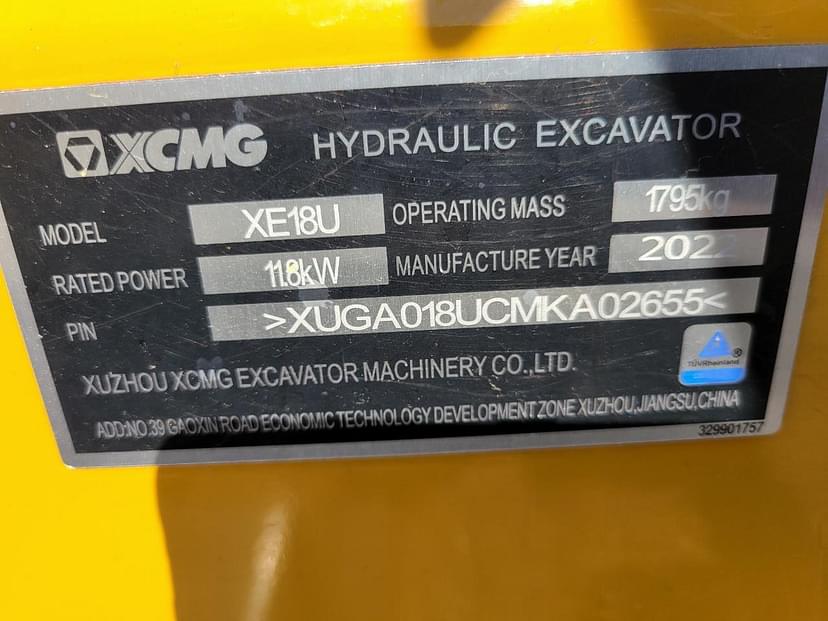 XCMG HYDRAULIC EXCAVATOR
MODEL XE18U OPERATING MASS 1795kg
RATED POWER 11.8kW MANUFACTURE YEAR 2022
PIN >XUGA018UCMKA02655<
XUZHOU XCMG EXCAVATOR MACHINERY CO.,LTD.
TÜVRheinland ®
ADD:NO.39 GAOXIN ROAD ECONOMIC TECHNOLOGY DEVELOPMENT ZONE XUZHOU,JIANGSU,CHINA
329901757